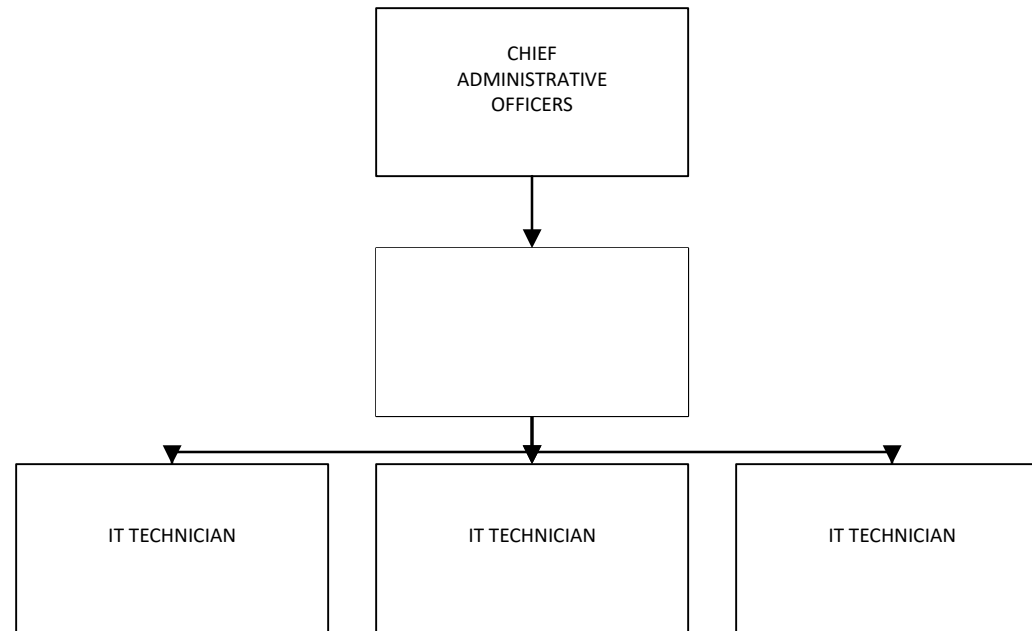 CHIEF
ADMINISTRATIVE
OFFICERS
IT TECHNICIAN
IT TECHNICIAN
IT TECHNICIAN